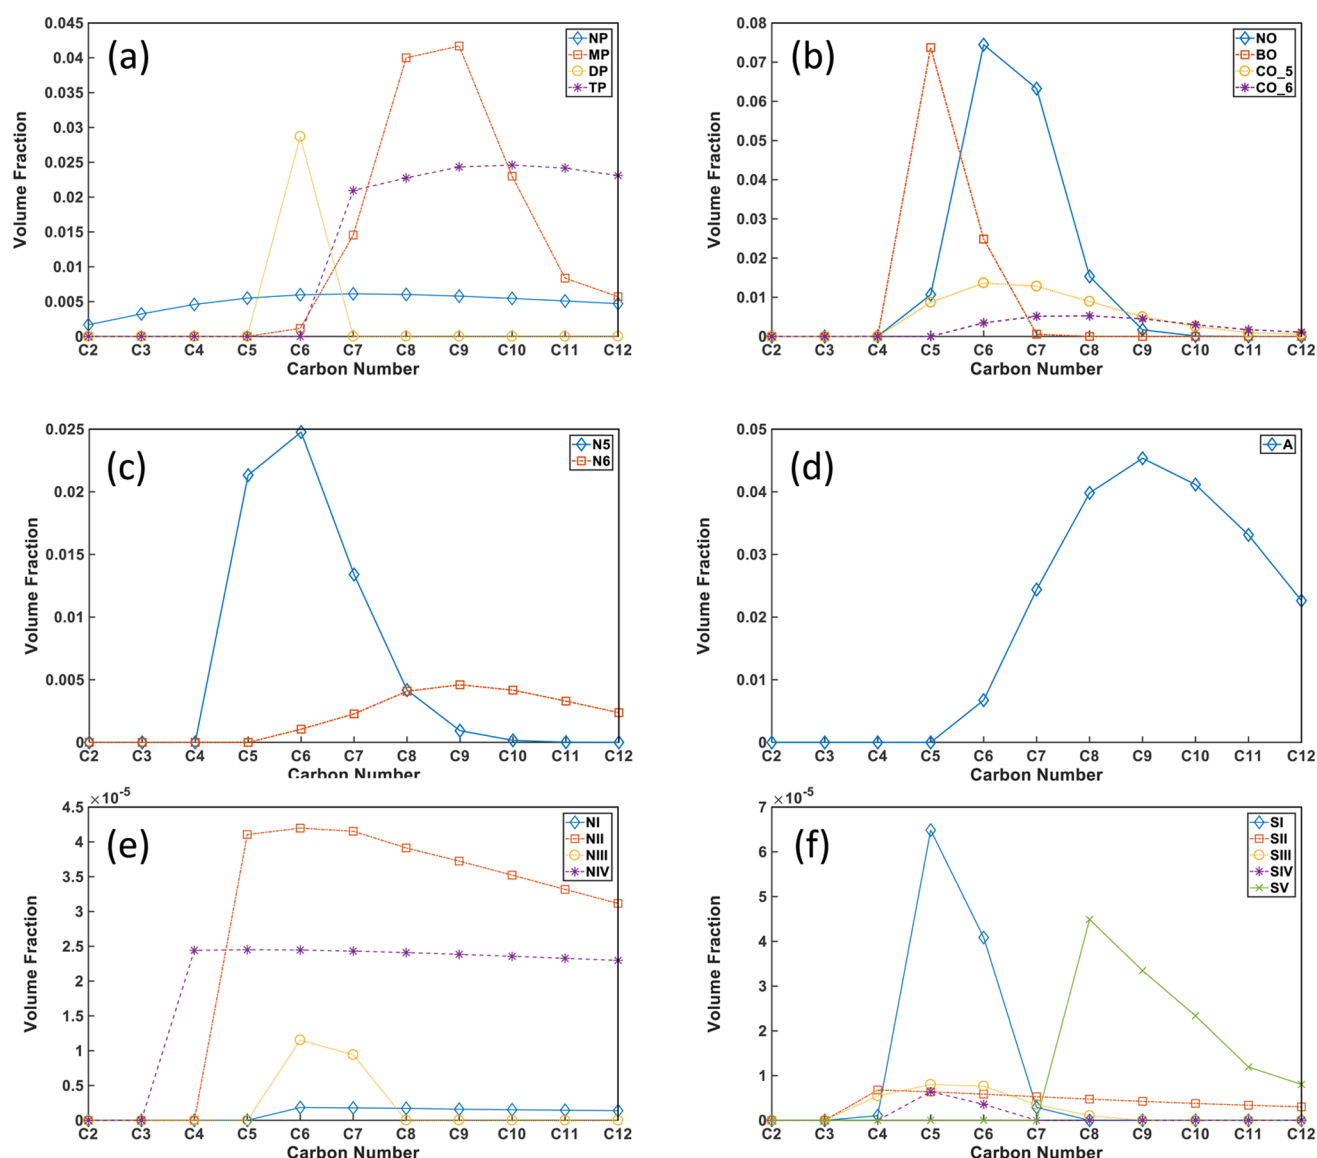 (a)
0.045
0.04
0.035
0.03
0.025
0.02
0.015
0.01
0.005
0
Volume Fraction
C2 C3 C4 C5 C6 C7 C8 C9 C10 C11 C12
Carbon Number
NP
MP
DP
TP
(b)
0.08
0.07
0.06
0.05
0.04
0.03
0.02
0.01
0
Volume Fraction
C2 C3 C4 C5 C6 C7 C8 C9 C10 C11 C12
Carbon Number
NO
BO
CO_5
CO_6
(c)
0.025
0.02
0.015
0.01
0.005
0
Volume Fraction
C2 C3 C4 C5 C6 C7 C8 C9 C10 C11 C12
Carbon Number
N5
N6
(d)
0.05
0.04
0.03
0.02
0.01
0
Volume Fraction
C2 C3 C4 C5 C6 C7 C8 C9 C10 C11 C12
Carbon Number
A
(e)
×10-5
4.5
4
3.5
3
2.5
2
1.5
1
0.5
0
Volume Fraction
C2 C3 C4 C5 C6 C7 C8 C9 C10 C11 C12
Carbon Number
NI
NII
NIII
NIV
(f)
×10-5
7
6
5
4
3
2
1
0
Volume Fraction
C2 C3 C4 C5 C6 C7 C8 C9 C10 C11 C12
Carbon Number
SI
SII
SIII
SIV
SV